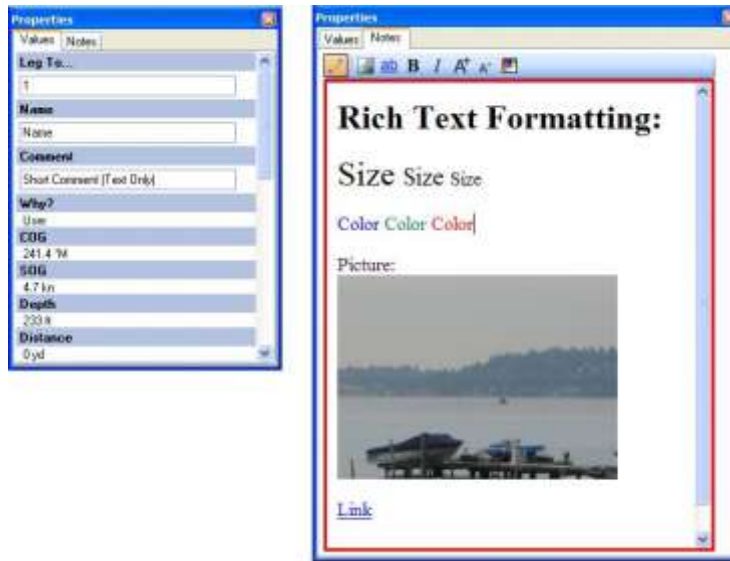 Properties
Values Notes
Leg To...
1
Name
Name
Comment
Short Comment (Text Only)
Why?
User
COG
241.4 °M
SOG
4.7 kn
Depth
233 ft
Distance
0 yd
Properties
Values Notes
ab B I A+ A-
Rich Text Formatting:
Size Size Size
Color Color Color
Picture:
Link